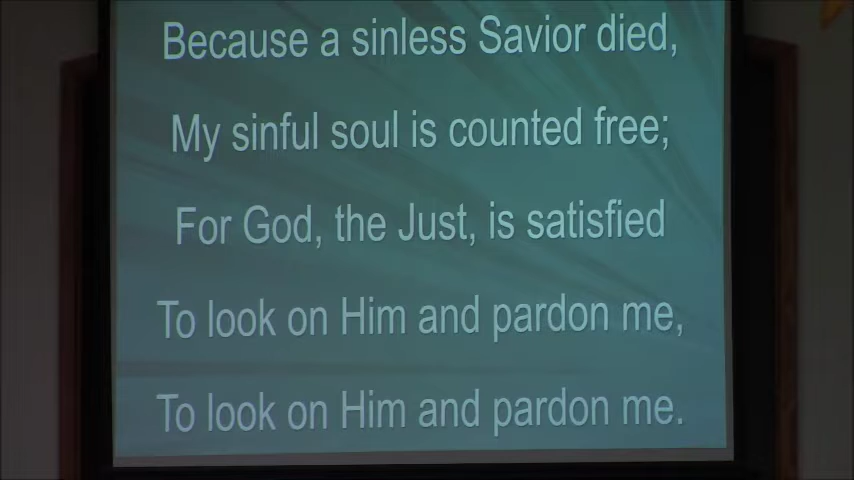 Because a sinless Savior died,
My sinful soul is counted free;
For God, the Just, is satisfied
To look on Him and pardon me,
To look on Him and pardon me.